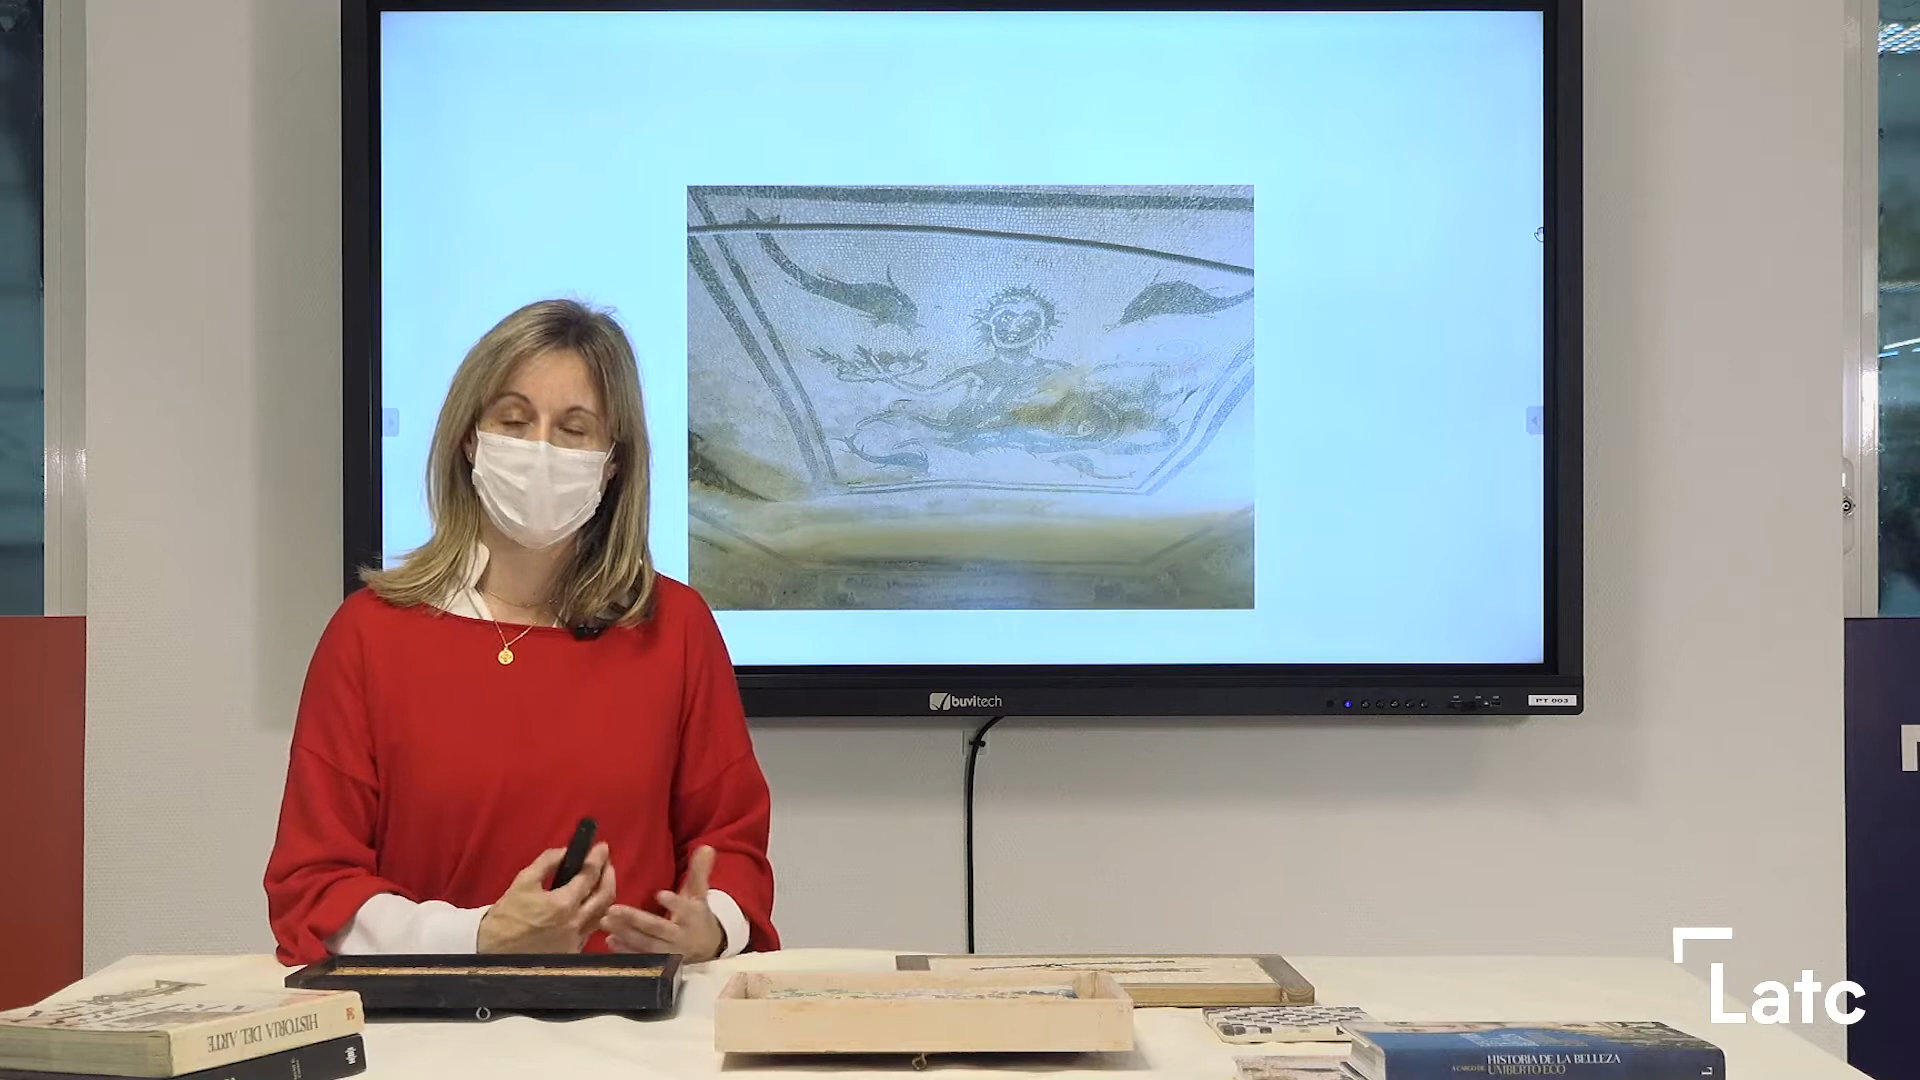 buvitech
PT 003
Latc
HISTORIA DEL ARTE
HISTORIA DE LA BELLEZA
A CARGO DE UMBERTO ECO